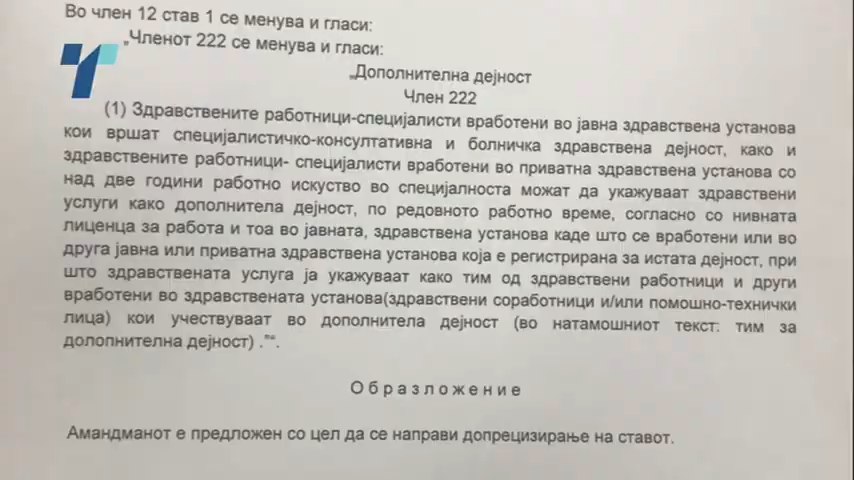 Во член 12 став 1 се менува и гласи:
„Членот 222 се менува и гласи:
„Дополнителна дејност
Член 222
(1) Здравствените работници-специјалисти вработени во јавна здравствена установа
кои вршат специјалистичко-консултативна и болничка здравствена дејност, како и
здравствените работници- специјалисти вработени во приватна здравствена установа со
над две години работно искуство во специјалноста можат да укажуваат здравствени
услуги како дополнителна дејност, по редовното работно време, согласно со нивната
лиценца за работа и тоа во јавната, здравствена установа каде што се вработени или во
друга јавна или приватна здравствена установа која е регистрирана за истата дејност, при
што здравствената услуга ја укажуваат како тим од здравствени работници и други
вработени во здравствената установа(здравствени соработници и/или помошно-технички
лица) кои учествуваат во дополнитела дејност (во натамошниот текст: тим за
долопнителна дејност) .”“.
О б р а з л о ж е н и е
Амандманот е предложен со цел да се направи допрецизирање на ставот.